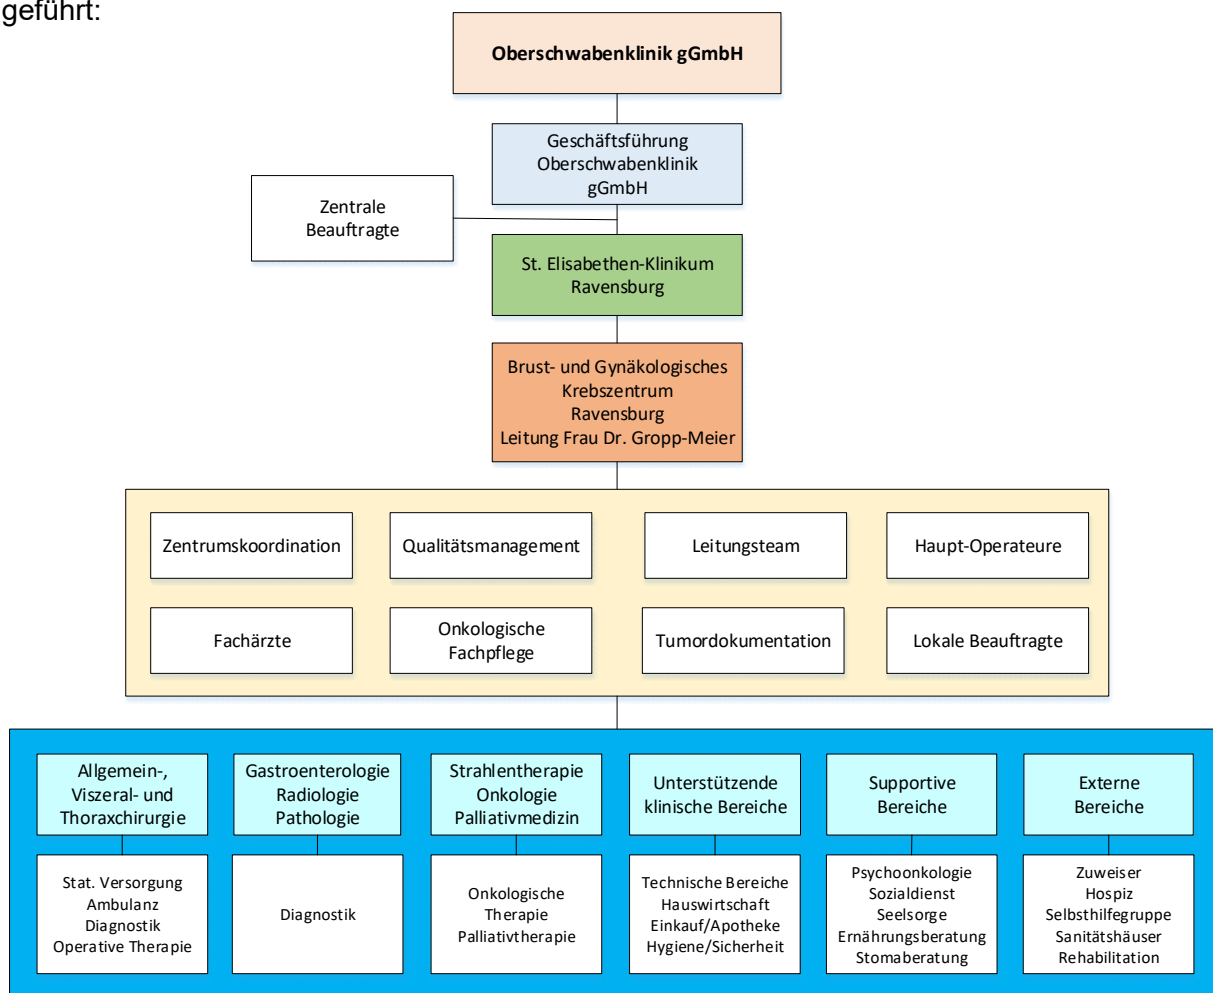 geführt:
Oberschwabenklinik gGmbH
Geschäftsführung
Oberschwabenklinik
gGmbH
Zentrale
Beauftragte
St. Elisabethen-Klinikum
Ravensburg
Brust- und Gynäkologisches
Krebszentrum
Ravensburg
Leitung Frau Dr. Gropp-Meier
Zentrumskoordination
Qualitätsmanagement
Leitungsteam
Haupt-Operateure
Fachärzte
Onkologische
Fachpflege
Tumordokumentation
Lokale Beauftragte
Allgemein-,
Viszeral- und
Thoraxchirurgie
Gastroenterologie
Radiologie
Pathologie
Strahlentherapie
Onkologie
Palliativmedizin
Unterstützende
klinische Bereiche
Supportive
Bereiche
Externe
Bereiche
Stat. Versorgung
Ambulanz
Diagnostik
Operative Therapie
Diagnostik
Onkologische
Therapie
Palliativtherapie
Technische Bereiche
Hauswirtschaft
Einkauf/Apotheke
Hygiene/Sicherheit
Psychoonkologie
Sozialdienst
Seelsorge
Ernährungsberatung
Stomaberatung
Zuweiser
Hospiz
Selbsthilfegruppe
Sanitätshäuser
Rehabilitation